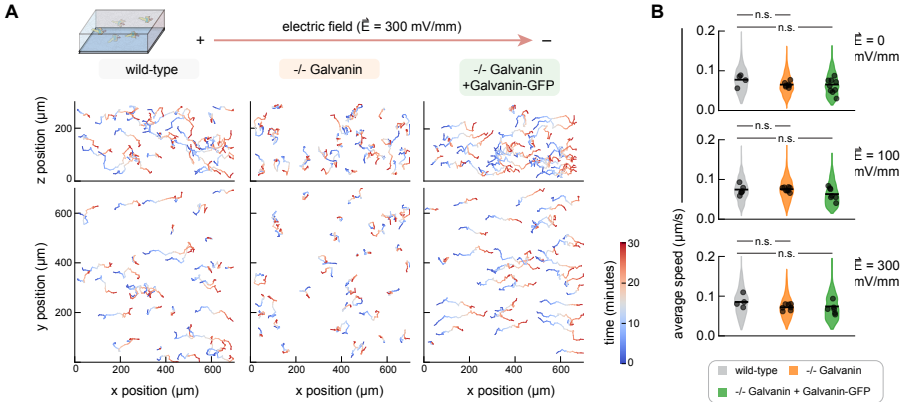 A
electric field (E⃗ = 300 mV/mm)
+
−
wild-type
-/- Galvanin
-/- Galvanin
+Galvanin-GFP
z position (µm)
200
0
y position (µm)
600
400
200
0 200 400 600
0 200 400 600
0 200 400 600
x position (µm)
x position (µm)
x position (µm)
time (minutes)
30
20
10
0
B
average speed (µm/s)
n.s.
n.s.
E⃗ = 0
mV/mm
0.2
0.1
0.0
n.s.
n.s.
E⃗ = 100
mV/mm
0.2
0.1
0.0
n.s.
n.s.
E⃗ = 300
mV/mm
0.2
0.1
0.0
wild-type
-/- Galvanin
-/- Galvanin + Galvanin-GFP